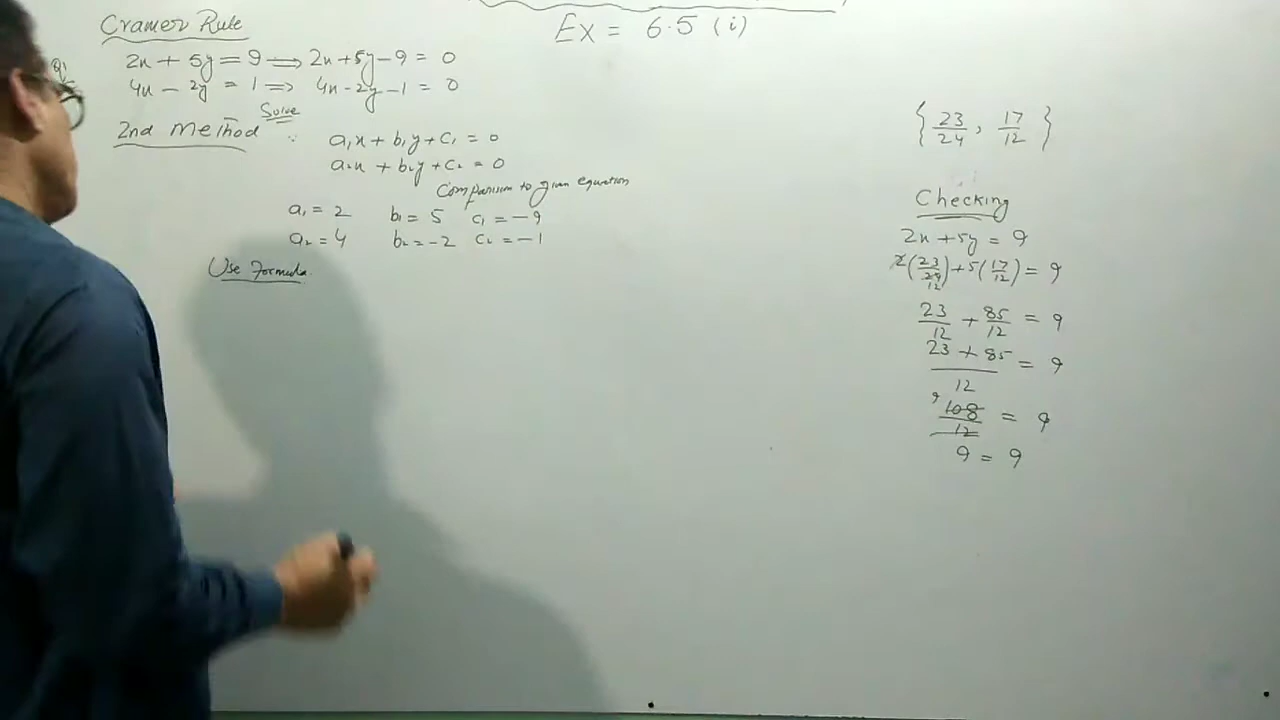 Cramer Rule
Ex = 6.5 (i)
Q1
2x + 5y = 9 ⟹ 2x + 5y - 9 = 0
4x - 2y = 1 ⟹ 4x - 2y - 1 = 0
Solve
2nd Method
∵ a₁x + b₁y + c₁ = 0
a₂x + b₂y + c₂ = 0
Comparison to given equation
a₁ = 2 b₁ = 5 c₁ = -9
a₂ = 4 b₂ = -2 c₂ = -1
Use Formula
{ 23/24 , 17/12 }
Checking
2x + 5y = 9
2(23/24) + 5(17/12) = 9
12
23/12 + 85/12 = 9
23 + 85 / 12 = 9
9
108/12 = 9
9 = 9